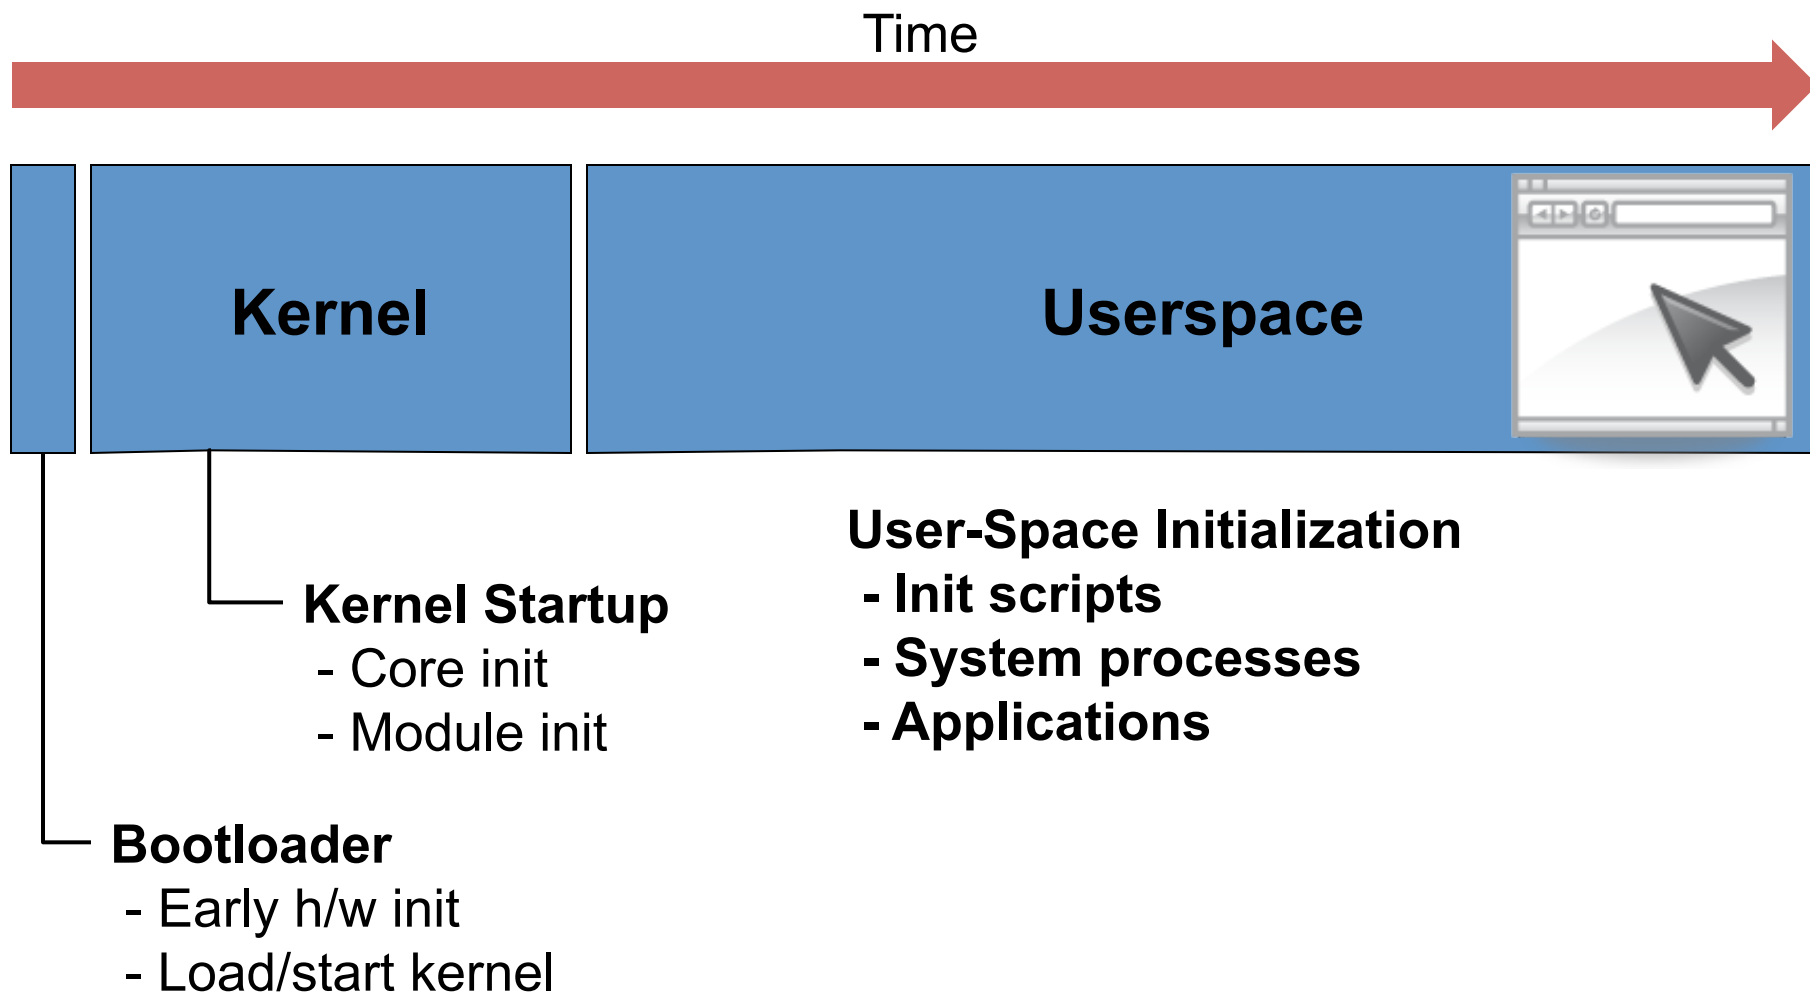 Time
Kernel
Userspace
User-Space Initialization
- Init scripts
- System processes
- Applications
Kernel Startup
- Core init
- Module init
Bootloader
- Early h/w init
- Load/start kernel